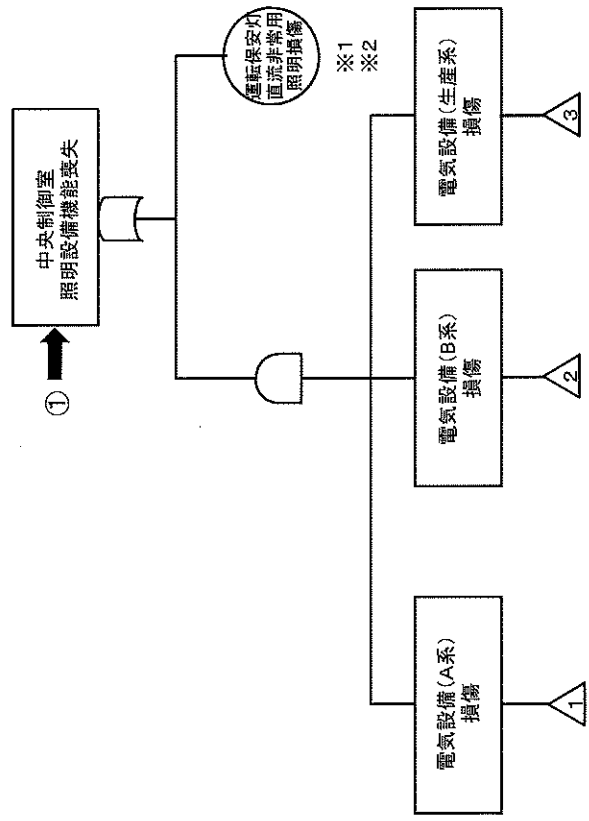 ①
中央制御室
照明設備機能喪失
運転保安灯
直流非常用
照明損傷
※1
※2
電気設備(A系)
損傷
電気設備(B系)
損傷
電気設備(生産系)
損傷
1
2
3